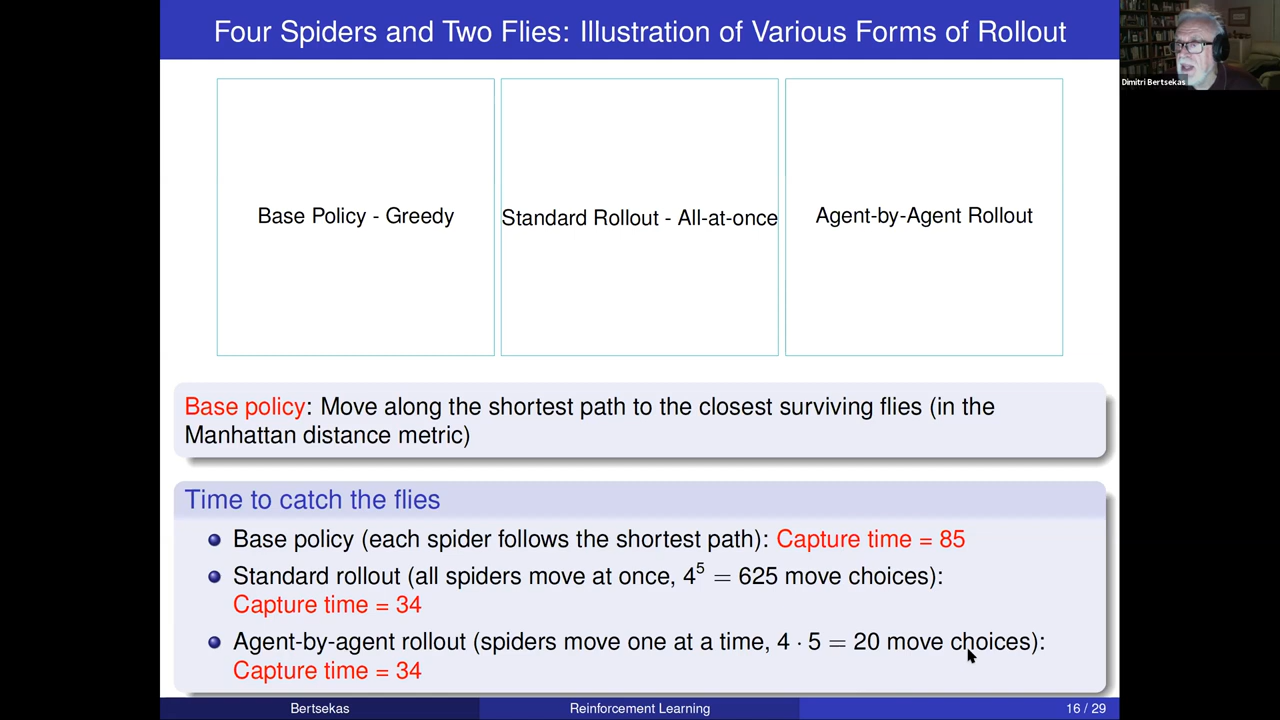 Four Spiders and Two Flies: Illustration of Various Forms of Rollout
Dimitri Bertsekas
Base Policy - Greedy
Standard Rollout - All-at-once
Agent-by-Agent Rollout
Base policy: Move along the shortest path to the closest surviving flies (in the
Manhattan distance metric)
Time to catch the flies
Base policy (each spider follows the shortest path): Capture time = 85
Standard rollout (all spiders move at once, 4⁵ = 625 move choices):
Capture time = 34
Agent-by-agent rollout (spiders move one at a time, 4 · 5 = 20 move choices):
Capture time = 34
Bertsekas
Reinforcement Learning
16 / 29